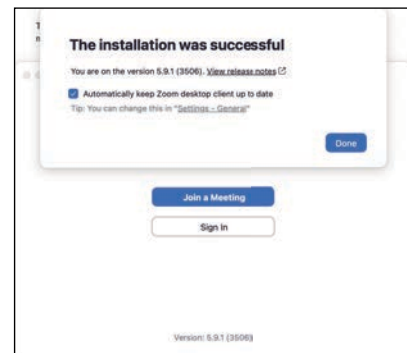 The installation was successful
You are on the version 5.9.1 (3506). View release notes
Automatically keep Zoom desktop client up to date
Tip: You can change this in "Settings - General"
Done
Join a Meeting
Sign In
Version: 5.9.1 (3506)